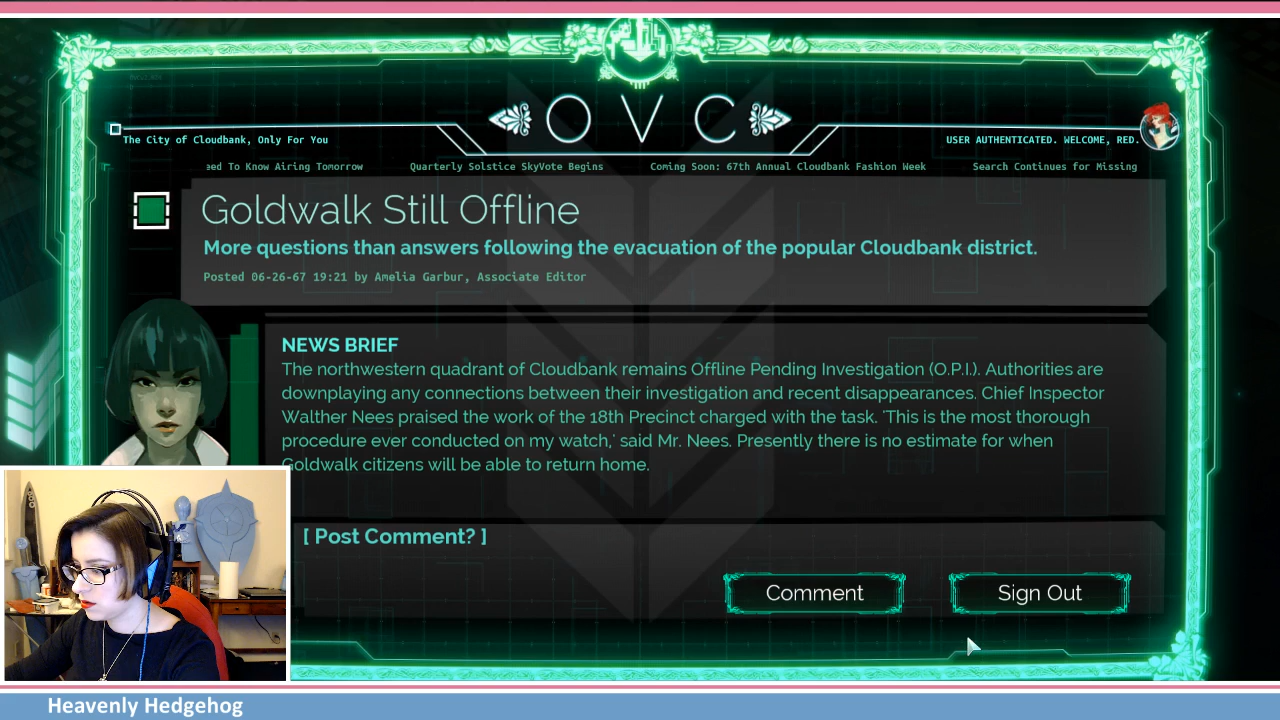 OVC
The City of Cloudbank, Only For You
USER AUTHENTICATED. WELCOME, RED.
eed To Know Airing Tomorrow Quarterly Solstice SkyVote Begins Coming Soon: 67th Annual Cloudbank Fashion Week Search Continues for Missing
Goldwalk Still Offline
More questions than answers following the evacuation of the popular Cloudbank district.
Posted 06-26-67 19:21 by Amelia Garbur, Associate Editor
NEWS BRIEF
The northwestern quadrant of Cloudbank remains Offline Pending Investigation (O.P.I.). Authorities are
downplaying any connections between their investigation and recent disappearances. Chief Inspector
Walther Nees praised the work of the 18th Precinct charged with the task. 'This is the most thorough
procedure ever conducted on my watch,' said Mr. Nees. Presently there is no estimate for when
Goldwalk citizens will be able to return home.
[ Post Comment? ]
Comment
Sign Out
Heavenly Hedgehog